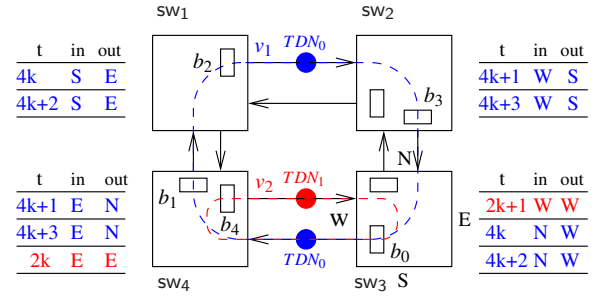 sw₁
sw₂
t in out
4k S E
4k+2 S E
b₂
v₁
TDN₀
b₃
t in out
4k+1 W S
4k+3 W S
N
t in out
4k+1 E N
4k+3 E N
2k E E
b₁
b₄
v₂
TDN₁
W
TDN₀
b₀
E
S
t in out
2k+1 W W
4k N W
4k+2 N W
sw₄
sw₃